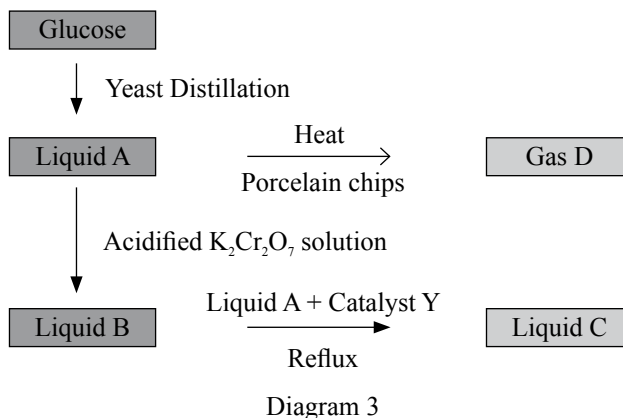 Glucose
Yeast Distillation
Liquid A
Heat
Porcelain chips
Gas D
Acidified K₂Cr₂O₇ solution
Liquid B
Liquid A + Catalyst Y
Reflux
Liquid C
Diagram 3